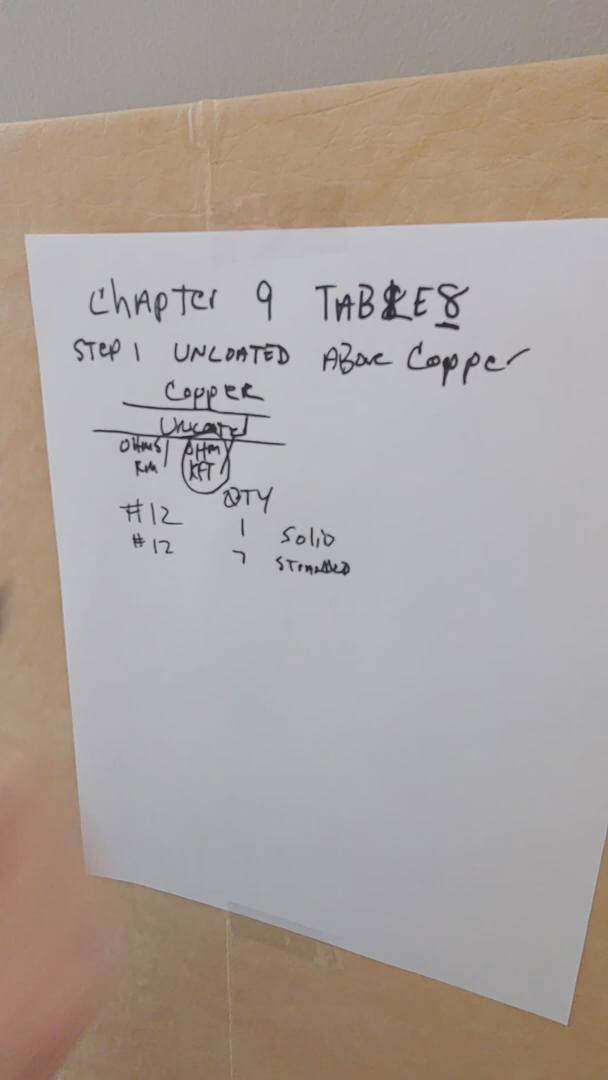 Chapter 9 TABLE 8
STEP 1 UNCOATED ABOVE Copper
Copper
Uncoated
OHMS/ OHM
KM KFT/
QTY
#12 1 Solid
#12 7 STRANDED